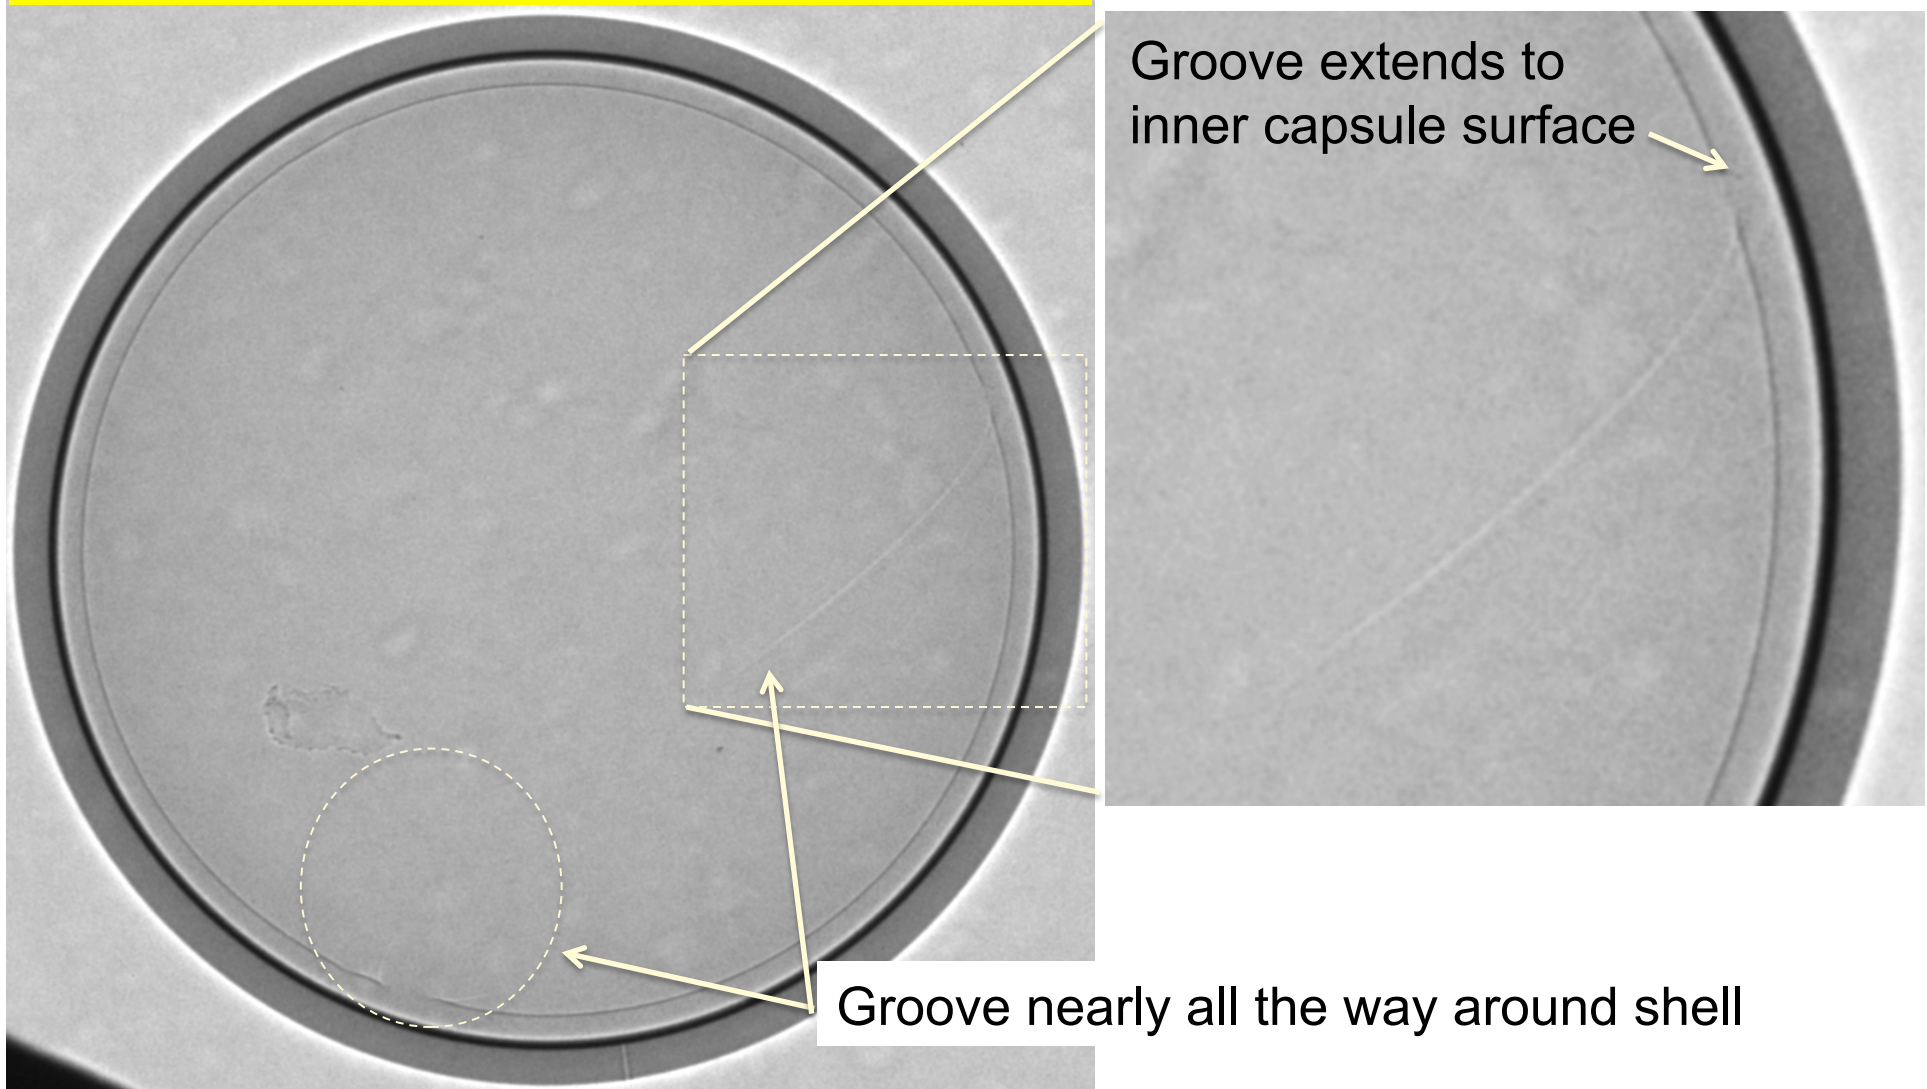 Groove extends to
inner capsule surface
Groove nearly all the way around shell